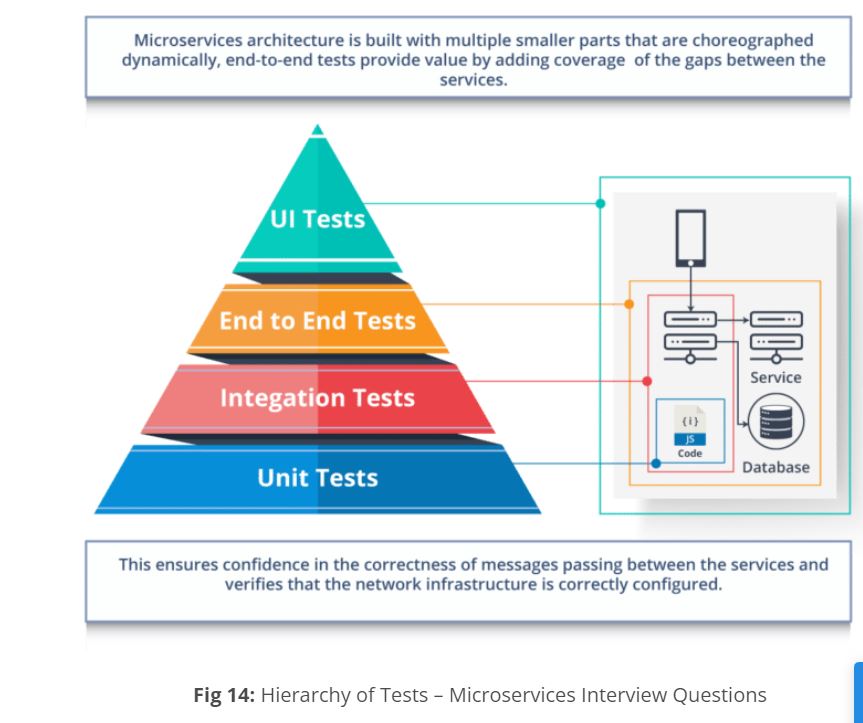 Microservices architecture is built with multiple smaller parts that are choreographed
dynamically, end-to-end tests provide value by adding coverage of the gaps between the
services.
UI Tests
End to End Tests
Integation Tests
Unit Tests
Service
{i}
JS
Code
Database
This ensures confidence in the correctness of messages passing between the services and
verifies that the network infrastructure is correctly configured.
Fig 14: Hierarchy of Tests – Microservices Interview Questions